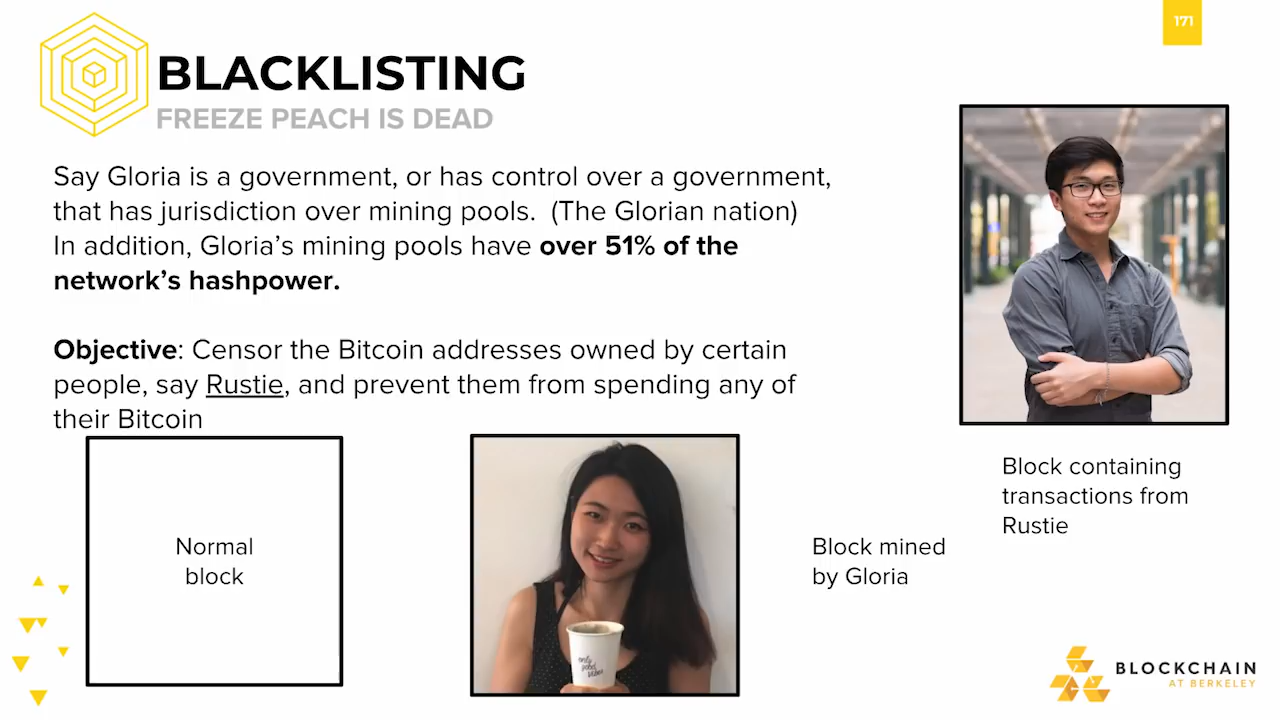 171
BLACKLISTING
FREEZE PEACH IS DEAD
Say Gloria is a government, or has control over a government,
that has jurisdiction over mining pools. (The Glorian nation)
In addition, Gloria's mining pools have over 51% of the
network's hashpower.
Objective: Censor the Bitcoin addresses owned by certain
people, say Rustie, and prevent them from spending any of
their Bitcoin
Normal
block
only
good
vibes
Block mined
by Gloria
Block containing
transactions from
Rustie
BLOCKCHAIN
AT BERKELEY